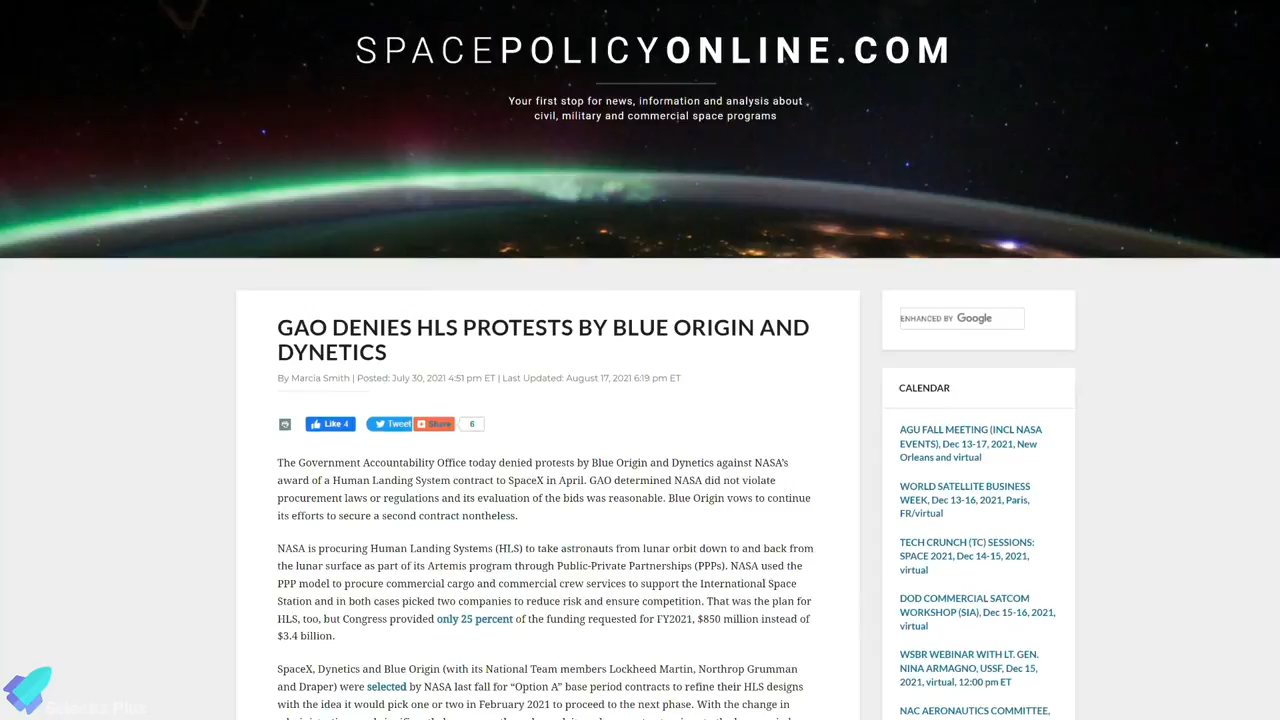 SPACEPOLICYONLINE.COM
Your first stop for news, information and analysis about
civil, military and commercial space programs
GAO DENIES HLS PROTESTS BY BLUE ORIGIN AND
DYNETICS
By Marcia Smith | Posted: July 30, 2021 4:51 pm ET | Last Updated: August 17, 2021 6:19 pm ET
Like 4
Tweet
Share
6
The Government Accountability Office today denied protests by Blue Origin and Dynetics against NASA's
award of a Human Landing System contract to SpaceX in April. GAO determined NASA did not violate
procurement laws or regulations and its evaluation of the bids was reasonable. Blue Origin vows to continue
its efforts to secure a second contract nontheless.
NASA is procuring Human Landing Systems (HLS) to take astronauts from lunar orbit down to and back from
the lunar surface as part of its Artemis program through Public-Private Partnerships (PPPs). NASA used the
PPP model to procure commercial cargo and commercial crew services to support the International Space
Station and in both cases picked two companies to reduce risk and ensure competition. That was the plan for
HLS, too, but Congress provided only 25 percent of the funding requested for FY2021, $850 million instead of
$3.4 billion.
SpaceX, Dynetics and Blue Origin (with its National Team members Lockheed Martin, Northrop Grumman
and Draper) were selected by NASA last fall for “Option A” base period contracts to refine their HLS designs
with the idea it would pick one or two in February 2021 to proceed to the next phase. With the change in
ENHANCED BY Google
CALENDAR
AGU FALL MEETING (INCL NASA
EVENTS), Dec 13-17, 2021, New
Orleans and virtual
WORLD SATELLITE BUSINESS
WEEK, Dec 13-16, 2021, Paris,
FR/virtual
TECH CRUNCH (TC) SESSIONS:
SPACE 2021, Dec 14-15, 2021,
virtual
DOD COMMERCIAL SATCOM
WORKSHOP (SIA), Dec 15-16, 2021,
virtual
WSBR WEBINAR WITH LT. GEN.
NINA ARMAGNO, USSF, Dec 15,
2021, virtual, 12:00 pm ET
NAC AERONAUTICS COMMITTEE,
Science Plus